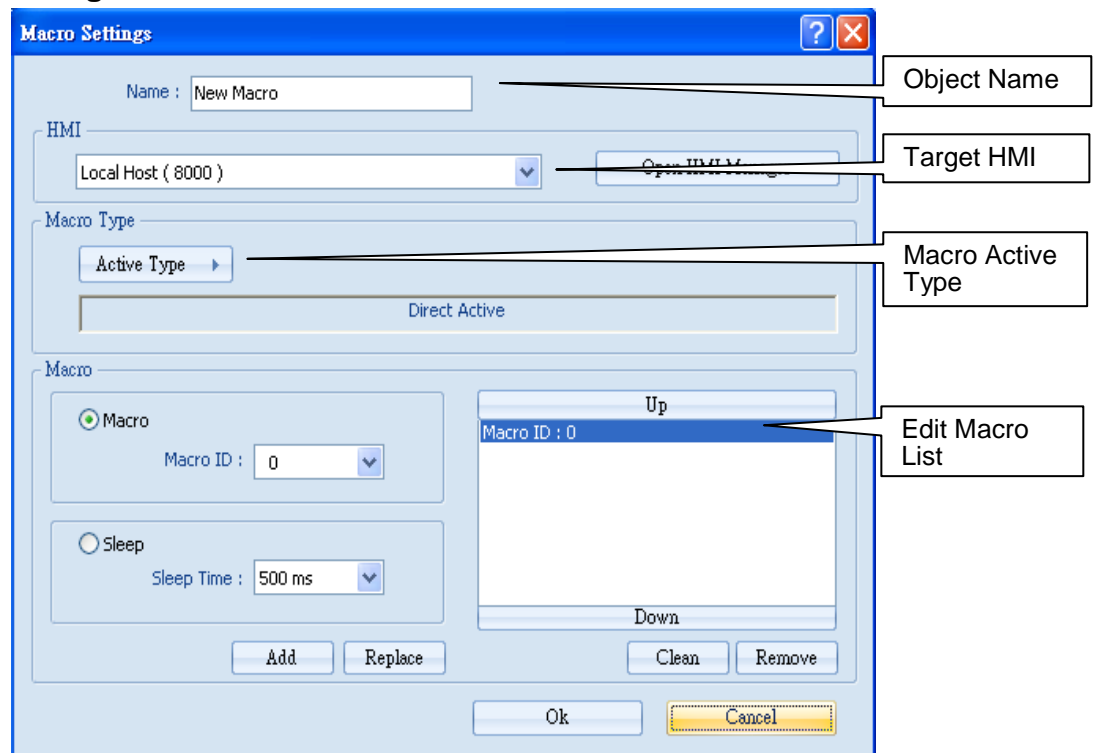 Macro Settings
Name : New Macro
Object Name
HMI
Local Host ( 8000 )
Target HMI
Macro Type
Active Type
Macro Active
Type
Direct Active
Macro
Macro
Macro ID : 0
Up
Macro ID : 0
Edit Macro
List
Sleep
Sleep Time : 500 ms
Down
Add Replace Clean Remove
Ok Cancel